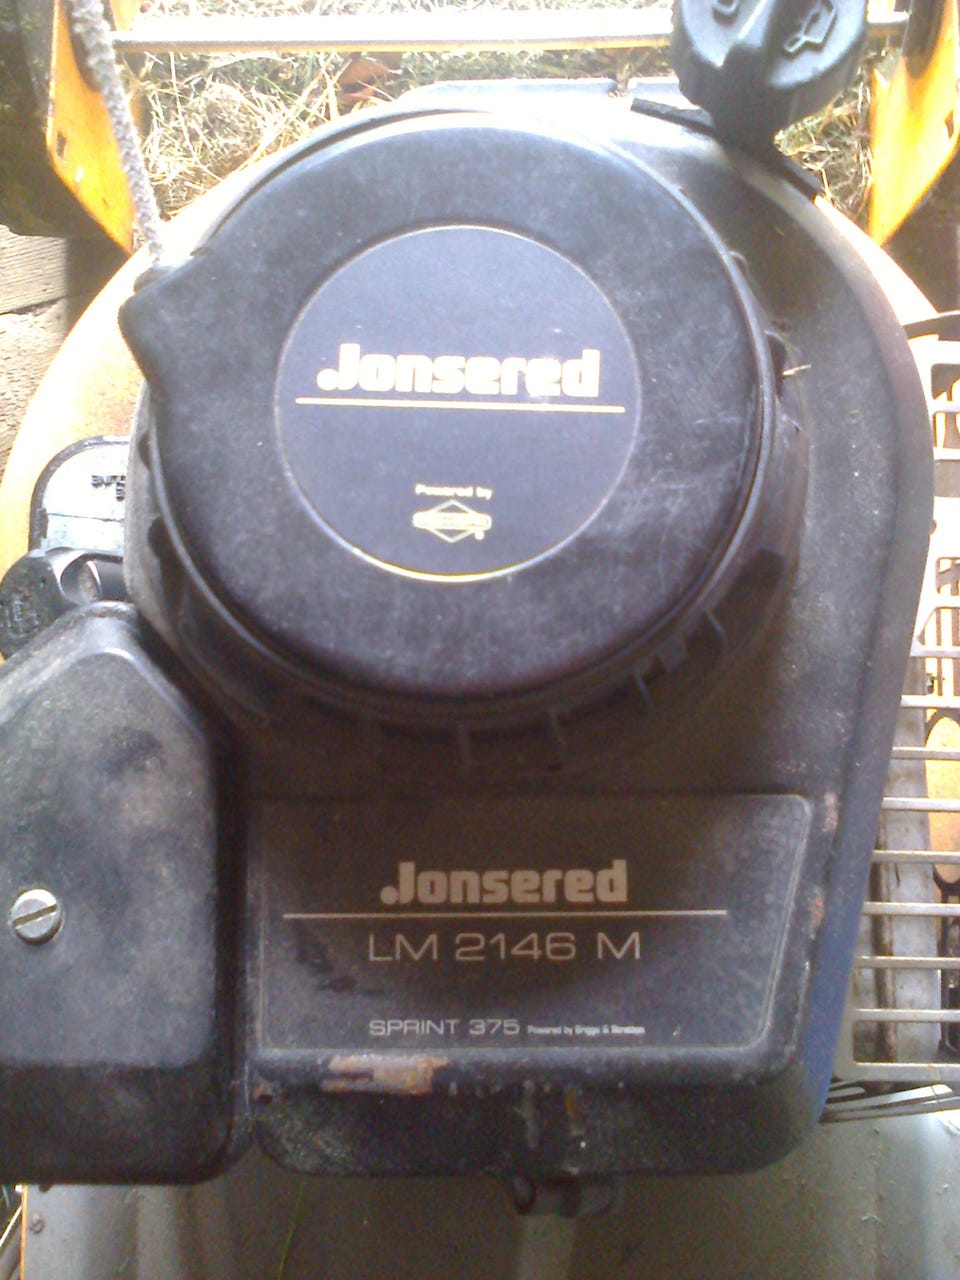 Jonsered
Powered by
Jonsered
LM 2146 M
SPRINT 375 Powered by Briggs & Stratton